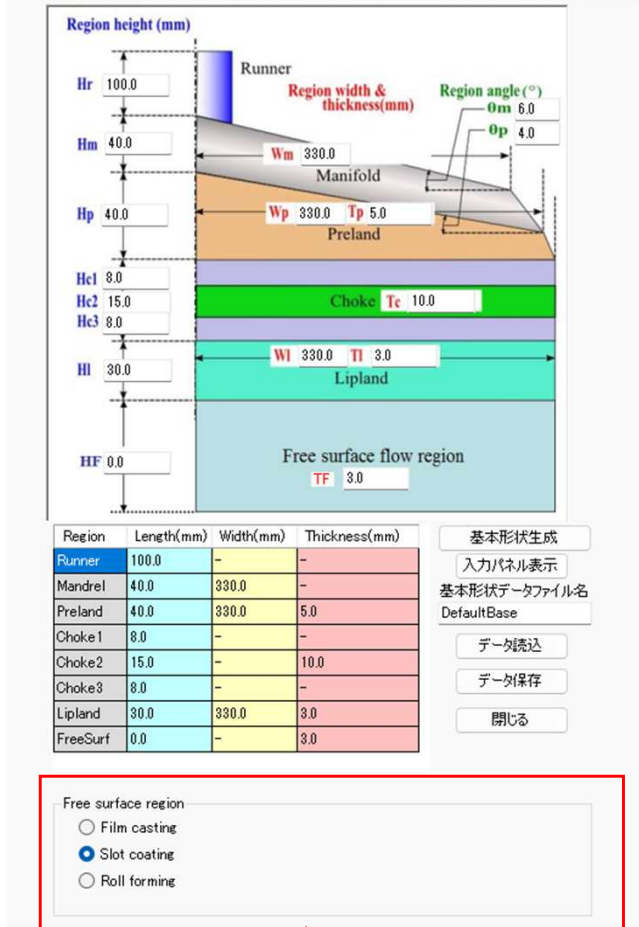 Region height (mm)
Runner
Hr 100.0
Region width &
thickness(mm)
Region angle(°)
θm 6.0
θp 4.0
Hm 40.0
Wm 330.0
Manifold
Hp 40.0
Wp 330.0 Tp 5.0
Preland
Hc1 8.0
Hc2 15.0
Choke Tc 10.0
Hc3 8.0
Wl 330.0 Tl 3.0
Hl 30.0
Lipland
Free surface flow region
HF 0.0
TF 3.0
Region Length(mm) Width(mm) Thickness(mm)
Runner 100.0 - -
Mandrel 40.0 330.0 -
Preland 40.0 330.0 5.0
Choke1 8.0 - -
Choke2 15.0 - 10.0
Choke3 8.0 - -
Lipland 30.0 330.0 3.0
FreeSurf 0.0 - 3.0
基本形状生成
入力パネル表示
基本形状データファイル名
DefaultBase
データ読込
データ保存
閉じる
Free surface region
Film casting
Slot coating
Roll forming